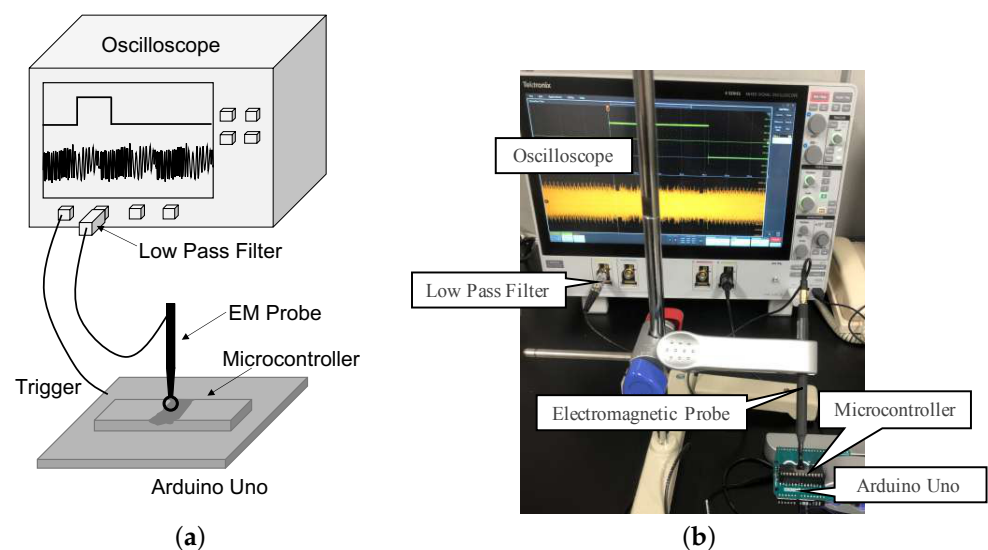 Oscilloscope
Low Pass Filter
EM Probe
Microcontroller
Trigger
Arduino Uno
(a)
Tektronix
Oscilloscope
Low Pass Filter
Electromagnetic Probe
Microcontroller
Arduino Uno
(b)